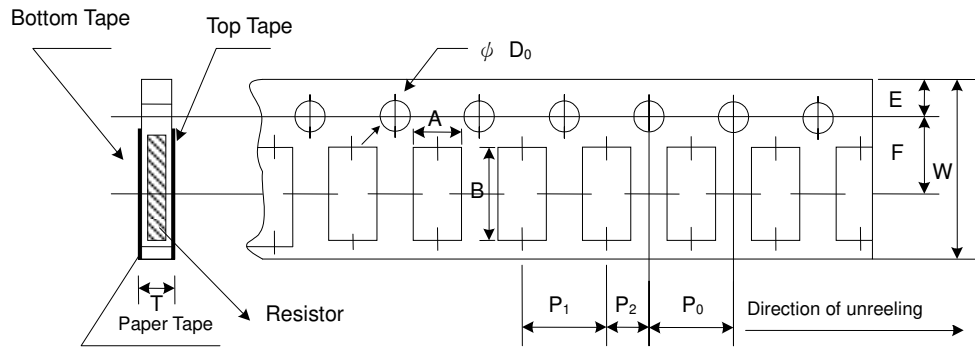 Bottom Tape
Top Tape
ψ D₀
E
A
F
W
B
T
P₁
P₂
P₀
Direction of unreeling
Resistor
Paper Tape